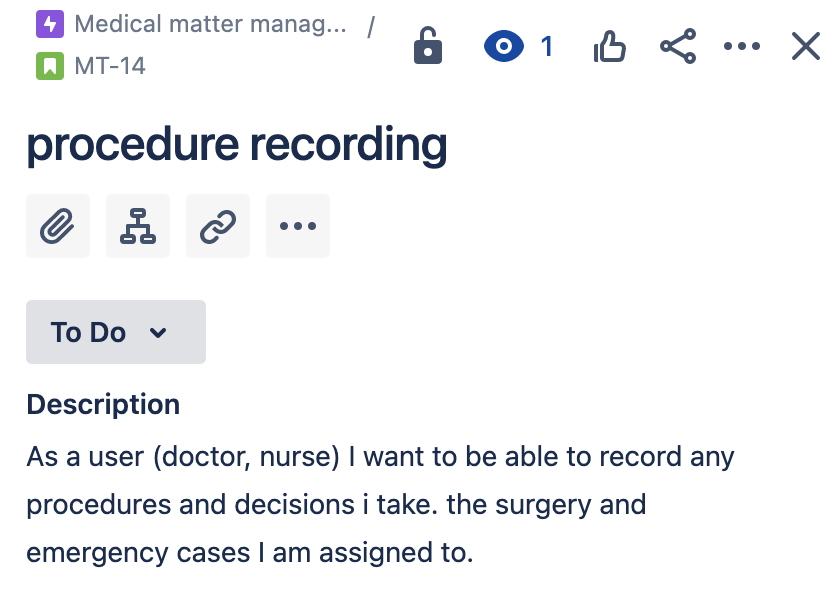 Medical matter manag... /
MT-14
1
procedure recording
To Do
Description
As a user (doctor, nurse) I want to be able to record any
procedures and decisions i take. the surgery and
emergency cases I am assigned to.